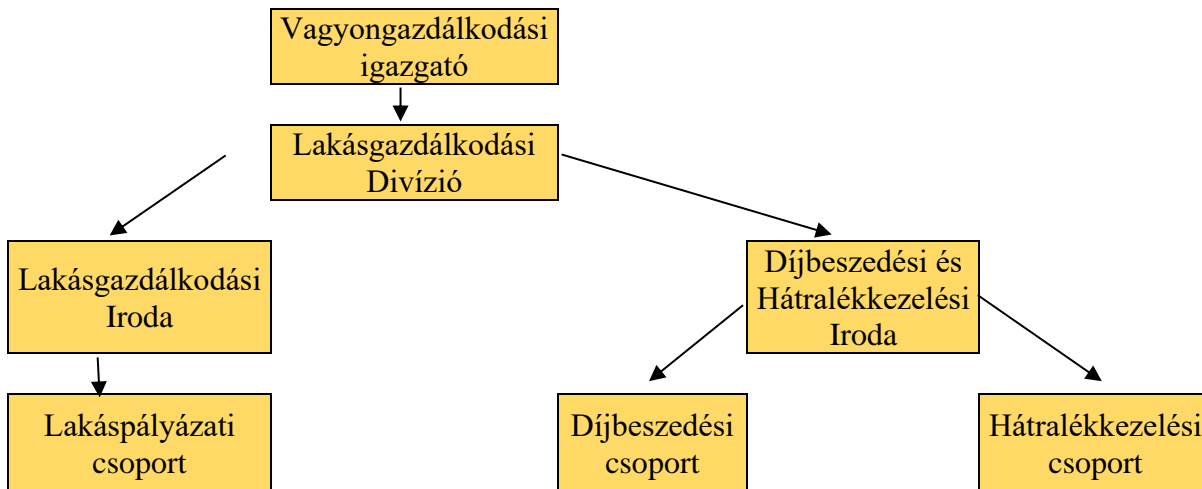 Vagyongazdálkodási
igazgató
Lakásgazdálkodási
Divízió
Lakásgazdálkodási
Iroda
Díjbeszedési és
Hátralékkezelési
Iroda
Lakáspályázati
csoport
Díjbeszedési
csoport
Hátralékkezelési
csoport